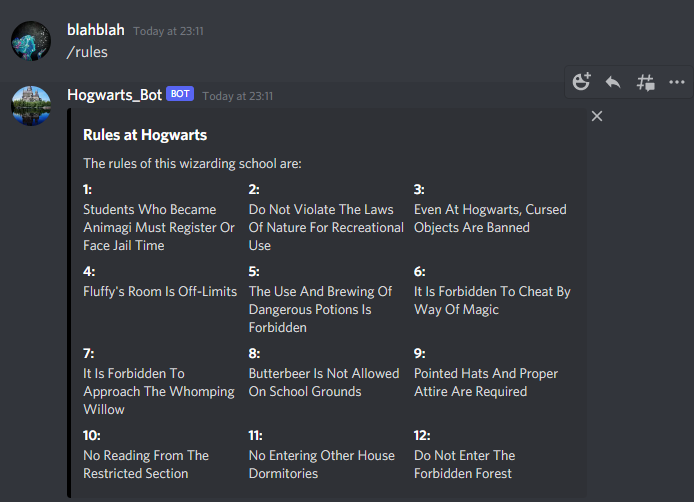 blahblah Today at 23:11
/rules
Hogwarts_Bot BOT Today at 23:11
Rules at Hogwarts
The rules of this wizarding school are:
1:
Students Who Became
Animagi Must Register Or
Face Jail Time
2:
Do Not Violate The Laws
Of Nature For Recreational
Use
3:
Even At Hogwarts, Cursed
Objects Are Banned
4:
Fluffy's Room Is Off-Limits
5:
The Use And Brewing Of
Dangerous Potions Is
Forbidden
6:
It Is Forbidden To Cheat By
Way Of Magic
7:
It Is Forbidden To
Approach The Whomping
Willow
8:
Butterbeer Is Not Allowed
On School Grounds
9:
Pointed Hats And Proper
Attire Are Required
10:
No Reading From The
Restricted Section
11:
No Entering Other House
Dormitories
12:
Do Not Enter The
Forbidden Forest